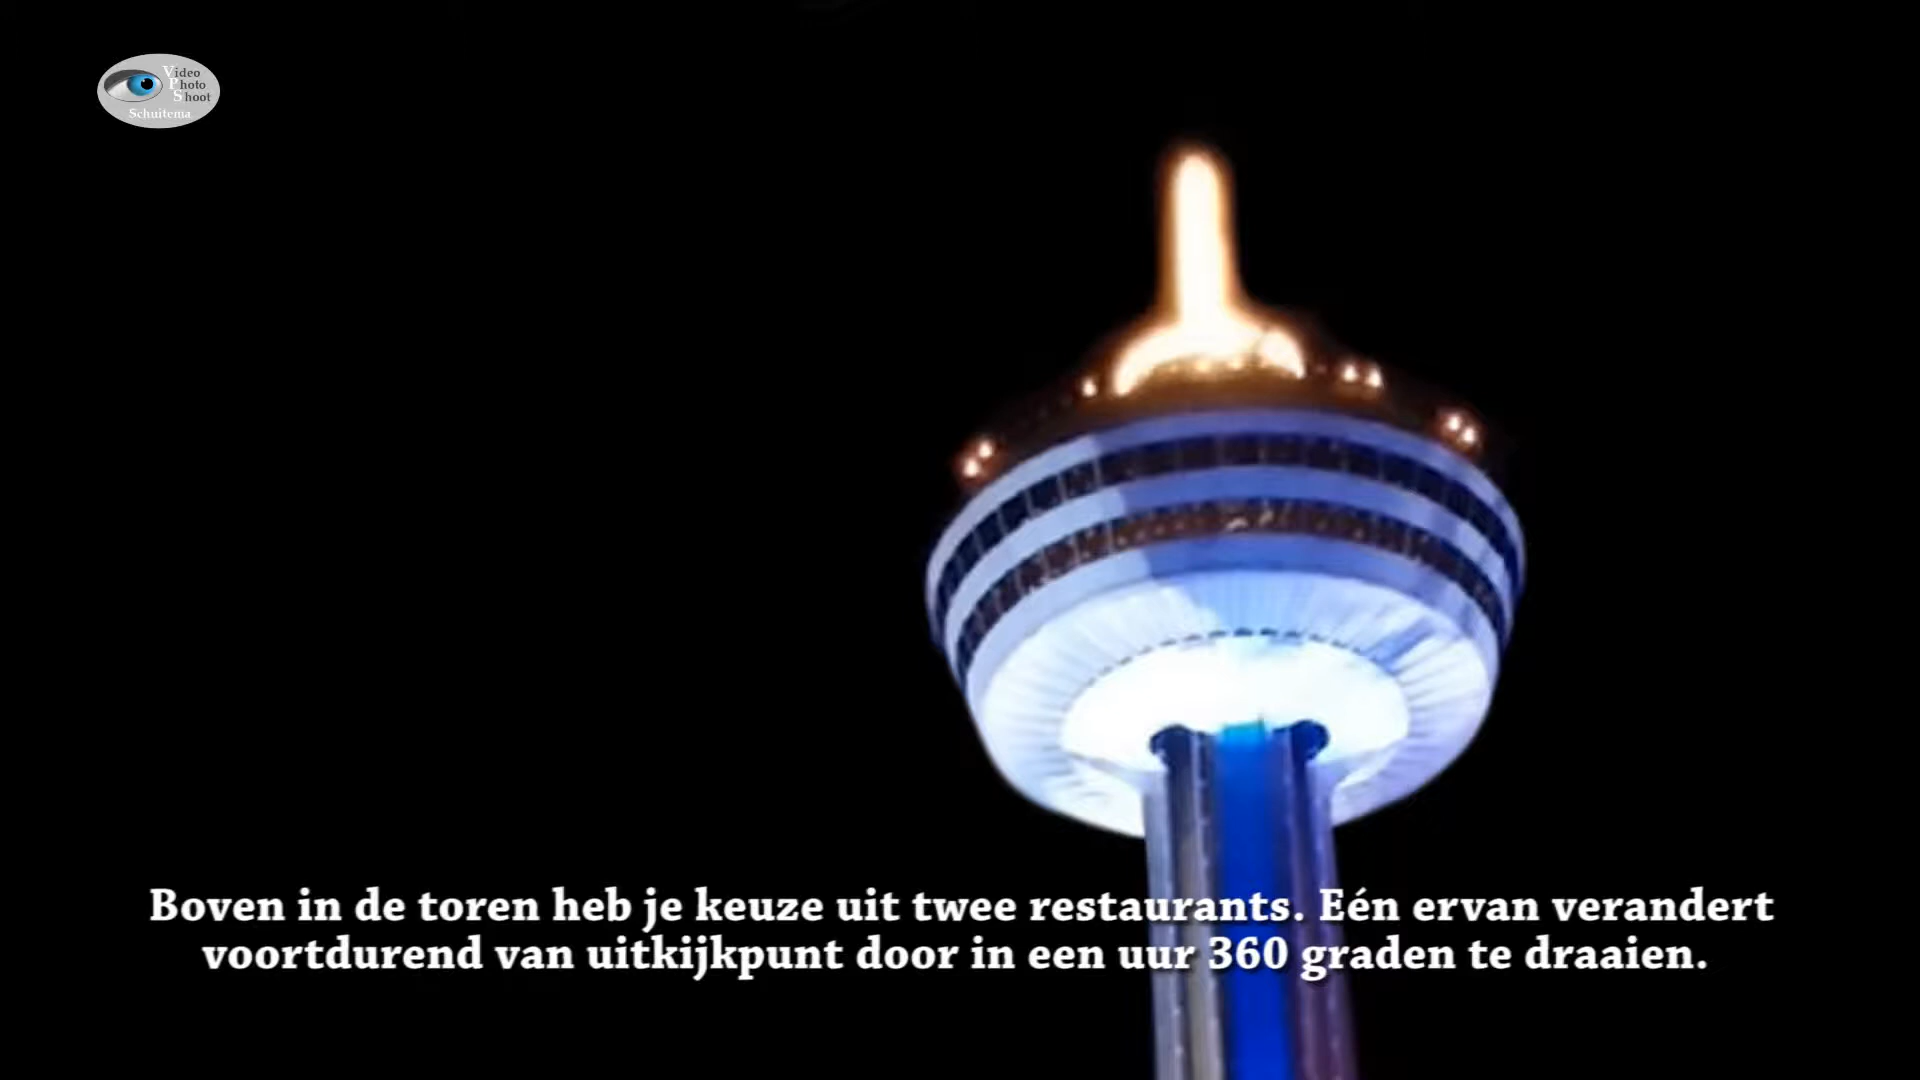 Video
Photo
Shoot
Schuitema
Boven in de toren heb je keuze uit twee restaurants. Eén ervan verandert
voortdurend van uitkijkpunt door in een uur 360 graden te draaien.